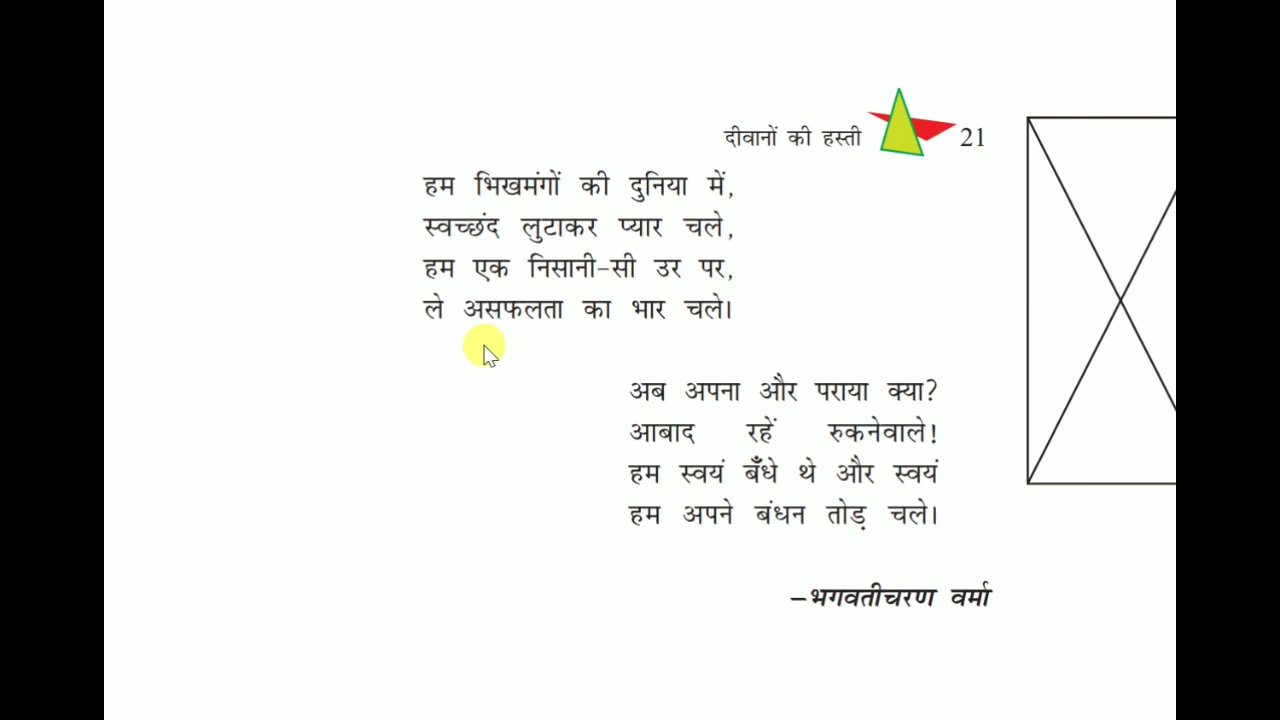 दीवानों की हस्ती 21
हम भिखमंगों की दुनिया में,
स्वच्छंद लुटाकर प्यार चले,
हम एक निसानी-सी उर पर,
ले असफलता का भार चले।
अब अपना और पराया क्या?
आबाद रहें रुकनेवाले!
हम स्वयं बँधे थे और स्वयं
हम अपने बंधन तोड़ चले।
–भगवतीचरण वर्मा